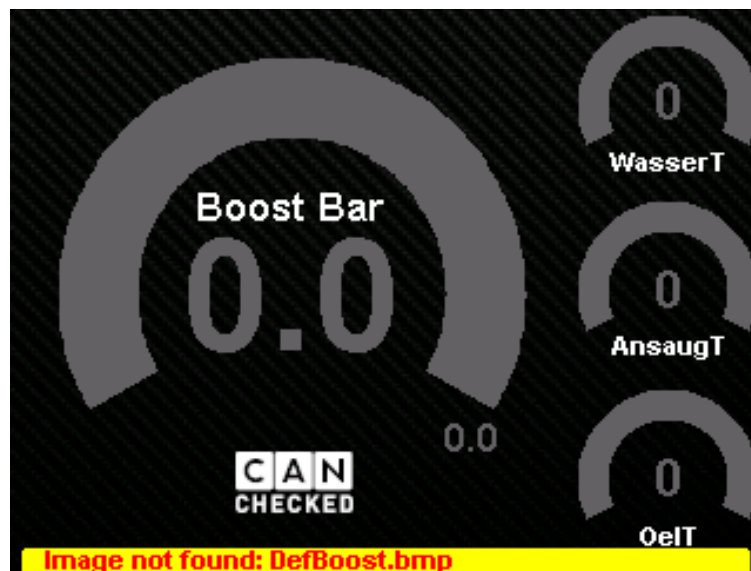 Boost Bar
0.0
0.0
CAN
CHECKED
0
WasserT
0
AnsaugT
0
OelT
Image not found: DefBoost.bmp